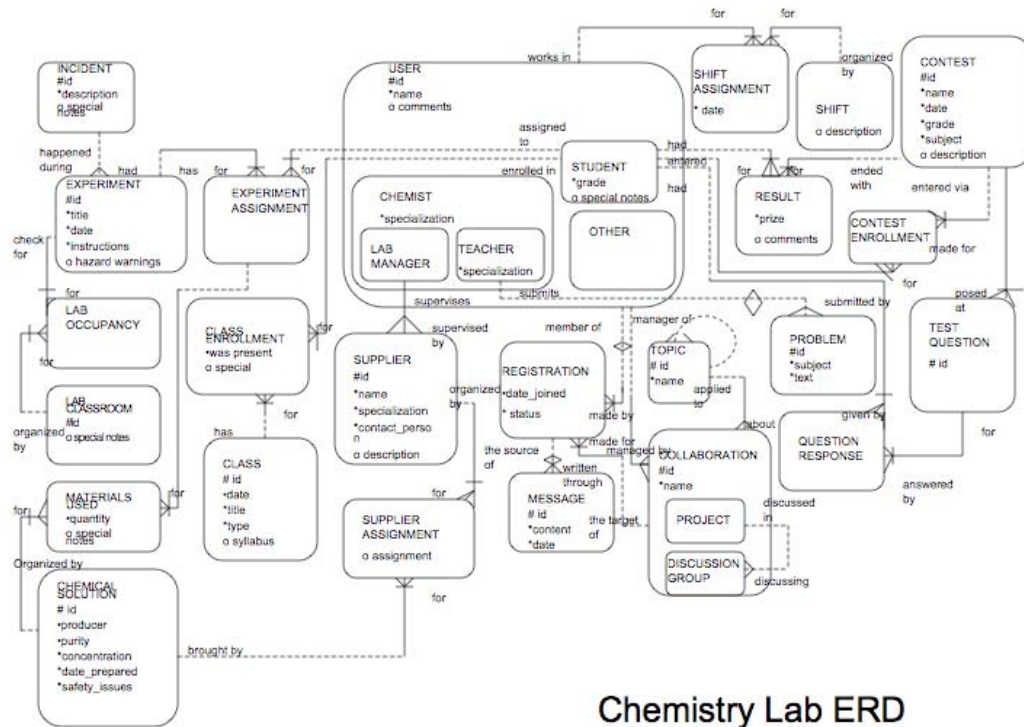 INCIDENT
#id
*description
o special
notes
happened
during
had
has
for
for
EXPERIMENT
#id
*title
*date
*instructions
o hazard warnings
EXPERIMENT
ASSIGNMENT
check
for
for
LAB
OCCUPANCY
for
LAB
CLASSROOM
#id
o special notes
organized
by
MATERIALS
USED
•quantity
o special
notes
for
for
Organized by
CHEMICAL
SOLUTION
# id
•producer
•purity
*concentration
*date_prepared
*safety_issues
brought by
CLASS
ENROLLMENT
•was present
o special
for
for
has
CLASS
# id
•date
*title
*type
o syllabus
USER
#id
*name
o comments
works in
assigned
to
enrolled in
STUDENT
*grade
o special notes
had
entered
had
CHEMIST
*specialization
LAB
MANAGER
TEACHER
*specialization
OTHER
submits
supervises
supervised
by
SUPPLIER
#id
*name
*specialization
*contact_perso
n
o description
organized
by
for
SUPPLIER
ASSIGNMENT
o assignment
for
member of
manager of
REGISTRATION
•date_joined
* status
made by
made for
managed by
the source
of
written
through
MESSAGE
# id
*content
*date
the target
of
TOPIC
# id
*name
applied
to
about
COLLABORATION
#id
*name
PROJECT
DISCUSSION
GROUP
discussed
in
discussing
for
for
SHIFT
ASSIGNMENT
* date
organized
by
SHIFT
o description
CONTEST
#id
*name
*date
*grade
*subject
o description
for
for
RESULT
*prize
o comments
ended
with
entered via
CONTEST
ENROLLMENT
made for
for
submitted by
PROBLEM
#id
*subject
*text
posed
at
TEST
QUESTION
# id
given by
QUESTION
RESPONSE
for
answered
by
Chemistry Lab ERD